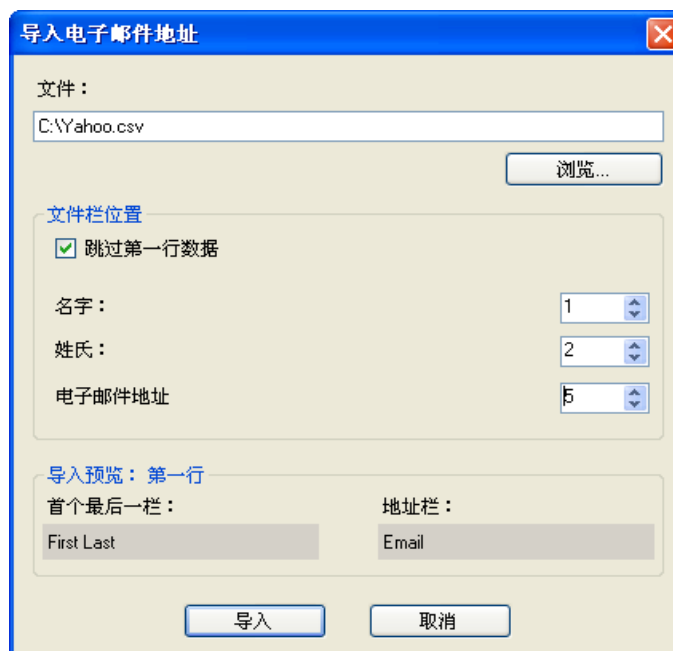 导入电子邮件地址
文件：
C:\Yahoo.csv
浏览...
文件栏位置
跳过第一行数据
名字： 1
姓氏： 2
电子邮件地址 5
导入预览： 第一行
首个最后一栏： 地址栏：
First Last Email
导入 取消